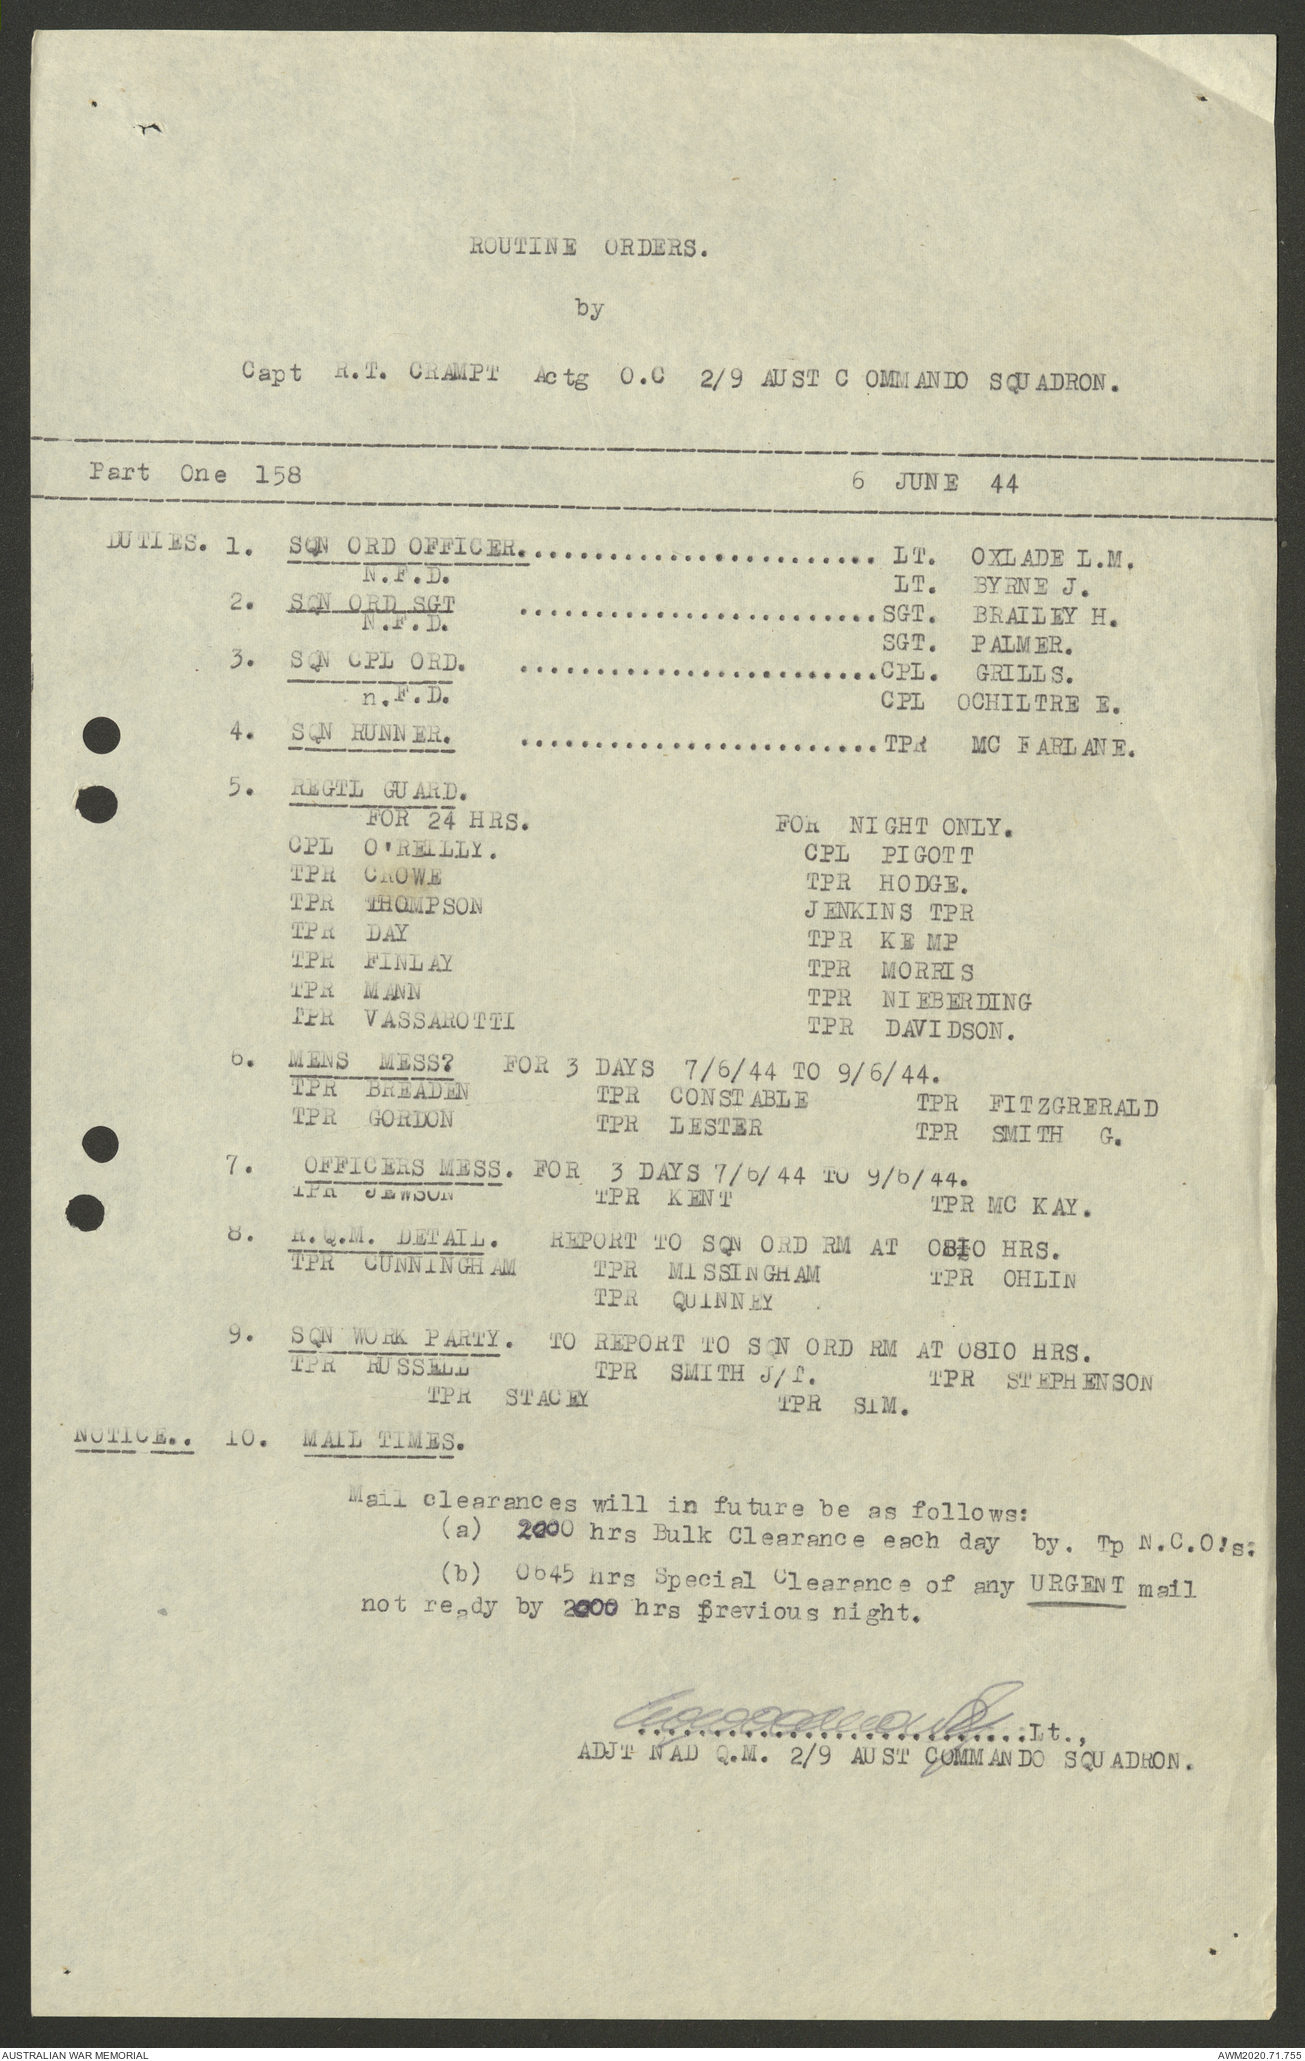 ROUTINE ORDERS.
by
Capt R.T. CRAMPT Actg O.C 2/9 AUST C OMMANDO SQUADRON.
Part One 158 6 JUNE 44
DUTIES. 1. SQN ORD OFFICER......................... LT. OXLADE L.M.
N.F.D. LT. BYRNE J.
2. SQN ORD SGT .........................SGT. BRAILEY H.
N.F.D. SGT. PALMER.
3. SQN CPL ORD. .........................CPL. GRILLS.
n.F.D. CPL OCHILTRE E.
4. SQN RUNNER. .........................TPR MC FARLANE.
5. REGTL GUARD.
FOR 24 HRS. FOR NIGHT ONLY.
CPL O'REILLY. CPL PIGOTT
TPR CROWE TPR HODGE.
TPR THOMPSON JENKINS TPR
TPR DAY TPR KEMP
TPR FINLAY TPR MORRIS
TPR MANN TPR NIEBERDING
TPR VASSAROTTI TPR DAVIDSON.
6. MENS MESS? FOR 3 DAYS 7/6/44 TO 9/6/44.
TPR BREADEN TPR CONSTABLE TPR FITZGRERALD
TPR GORDON TPR LESTER TPR SMITH G.
7. OFFICERS MESS. FOR 3 DAYS 7/6/44 TO 9/6/44.
TPR JEWSON TPR KENT TPR MC KAY.
8. R.Q.M. DETAIL. REPORT TO SQN ORD RM AT 0810 HRS.
TPR CUNNINGHAM TPR MISSINGHAM TPR OHLIN
TPR QUINNEY
9. SQN WORK PARTY. TO REPORT TO SQN ORD RM AT 0810 HRS.
TPR RUSSELL TPR SMITH J/T. TPR STEPHENSON
TPR STACEY TPR SIM.
NOTICE.. 10. MAIL TIMES.
Mail clearances will in future be as follows:
(a) 2000 hrs Bulk Clearance each day by. Tp N.C.O's.
(b) 0645 hrs Special Clearance of any URGENT mail
not ready by 2000 hrs previous night.
..........................Lt.,
ADJT NAD Q.M. 2/9 AUST COMMANDO SQUADRON.
AUSTRALIAN WAR MEMORIAL AWM2020.71.755